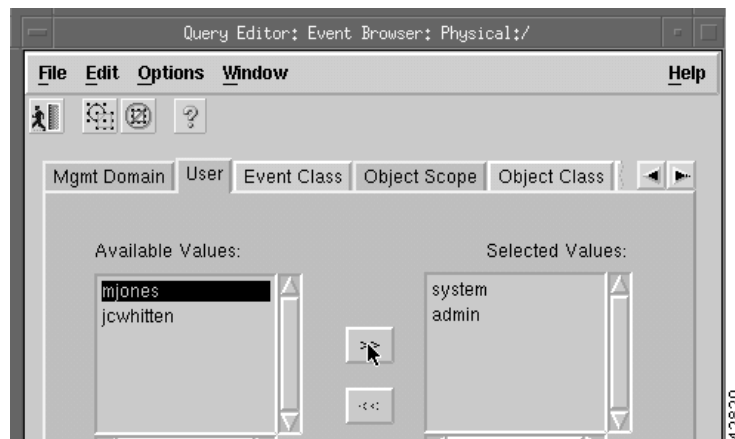 Query Editor: Event Browser: Physical:/
File Edit Options Window Help
?
Mgmt Domain User Event Class Object Scope Object Class
Available Values: Selected Values:
mjones system
jcwhitten admin
>>
<<